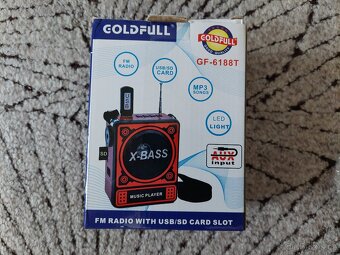 GOLDFULL
GOLDFULL
GF-6188T
FM
RADIO
USB/SD
CARD
MP3
SONGS
LED
LIGHT
MUSIC
SD
X-BASS
AUX
input
MUSIC PLAYER
FM RADIO WITH USB/SD CARD SLOT